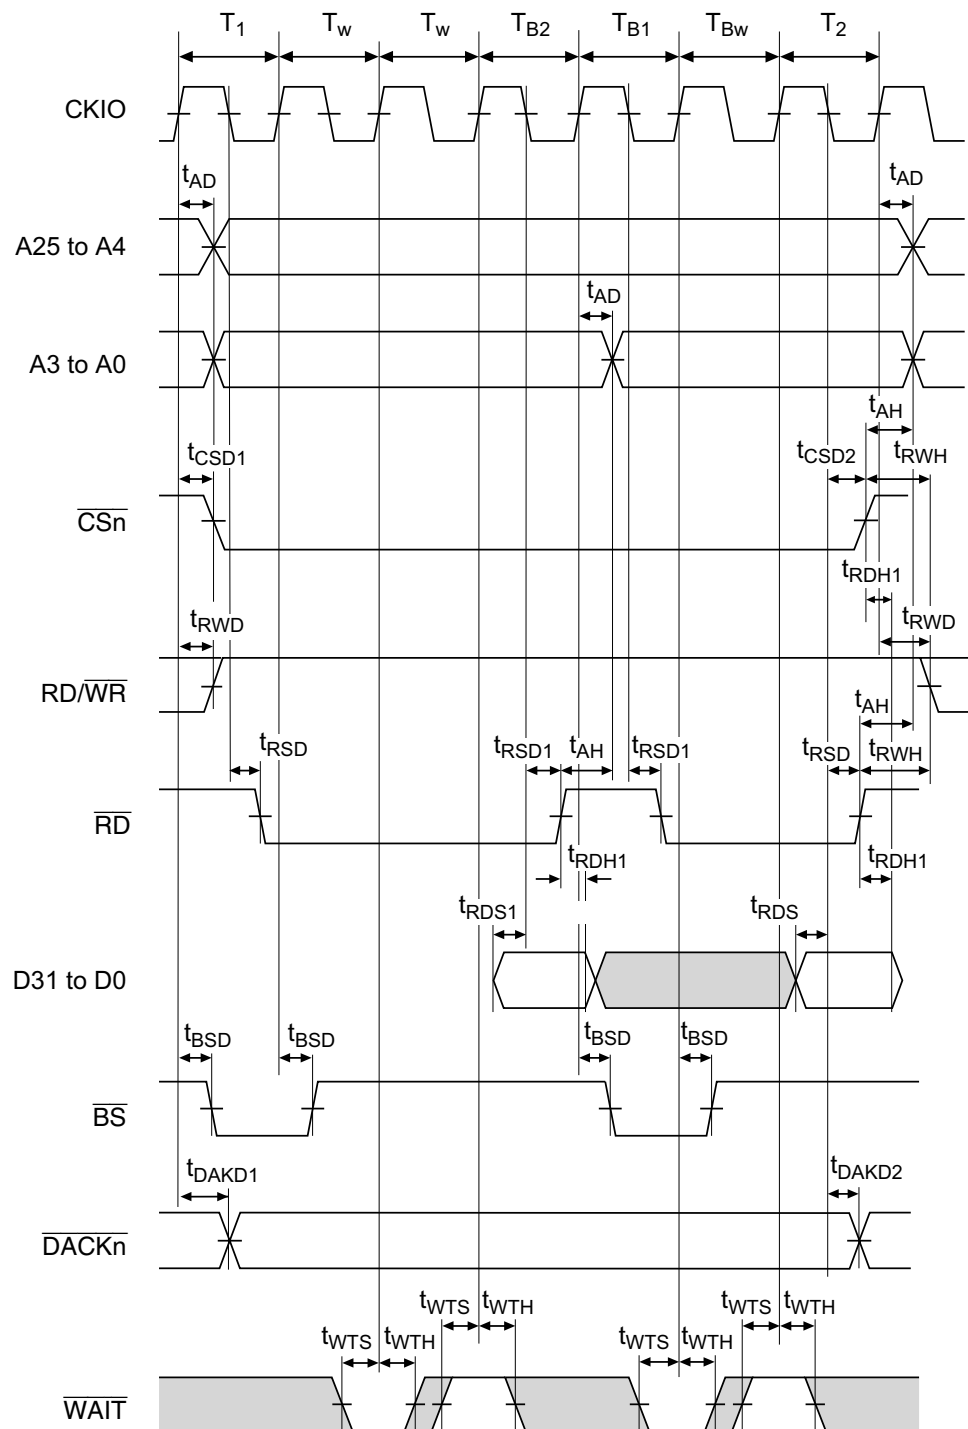 T1 Tw Tw TB2 TB1 TBw T2
CKIO
tAD tAD
A25 to A4
tAD
A3 to A0
tAH
tCSD1 tCSD2 tRWH
CSn
tRDH1
tRWD tRWD
RD/WR
tAH
tRSD tRSD1 tAH tRSD1 tRSD tRWH
RD
tRDH1 tRDH1
tRDS1 tRDS
D31 to D0
tBSD tBSD tBSD tBSD
BS
tDAKD1 tDAKD2
DACKn
tWTS tWTH tWTS tWTH
tWTS tWTH tWTS tWTH
WAIT